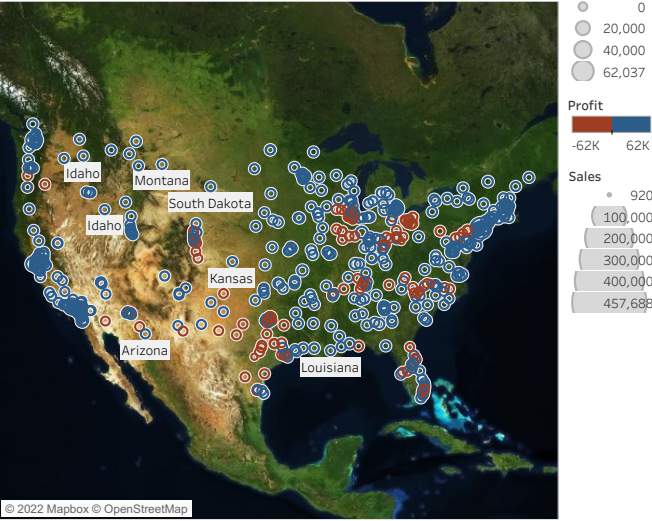 0
20,000
40,000
62,037
Profit
-62K 62K
Sales
920
100,000
200,000
300,000
400,000
457,688
Idaho
Montana
South Dakota
Idaho
Kansas
Arizona
Louisiana
© 2022 Mapbox © OpenStreetMap